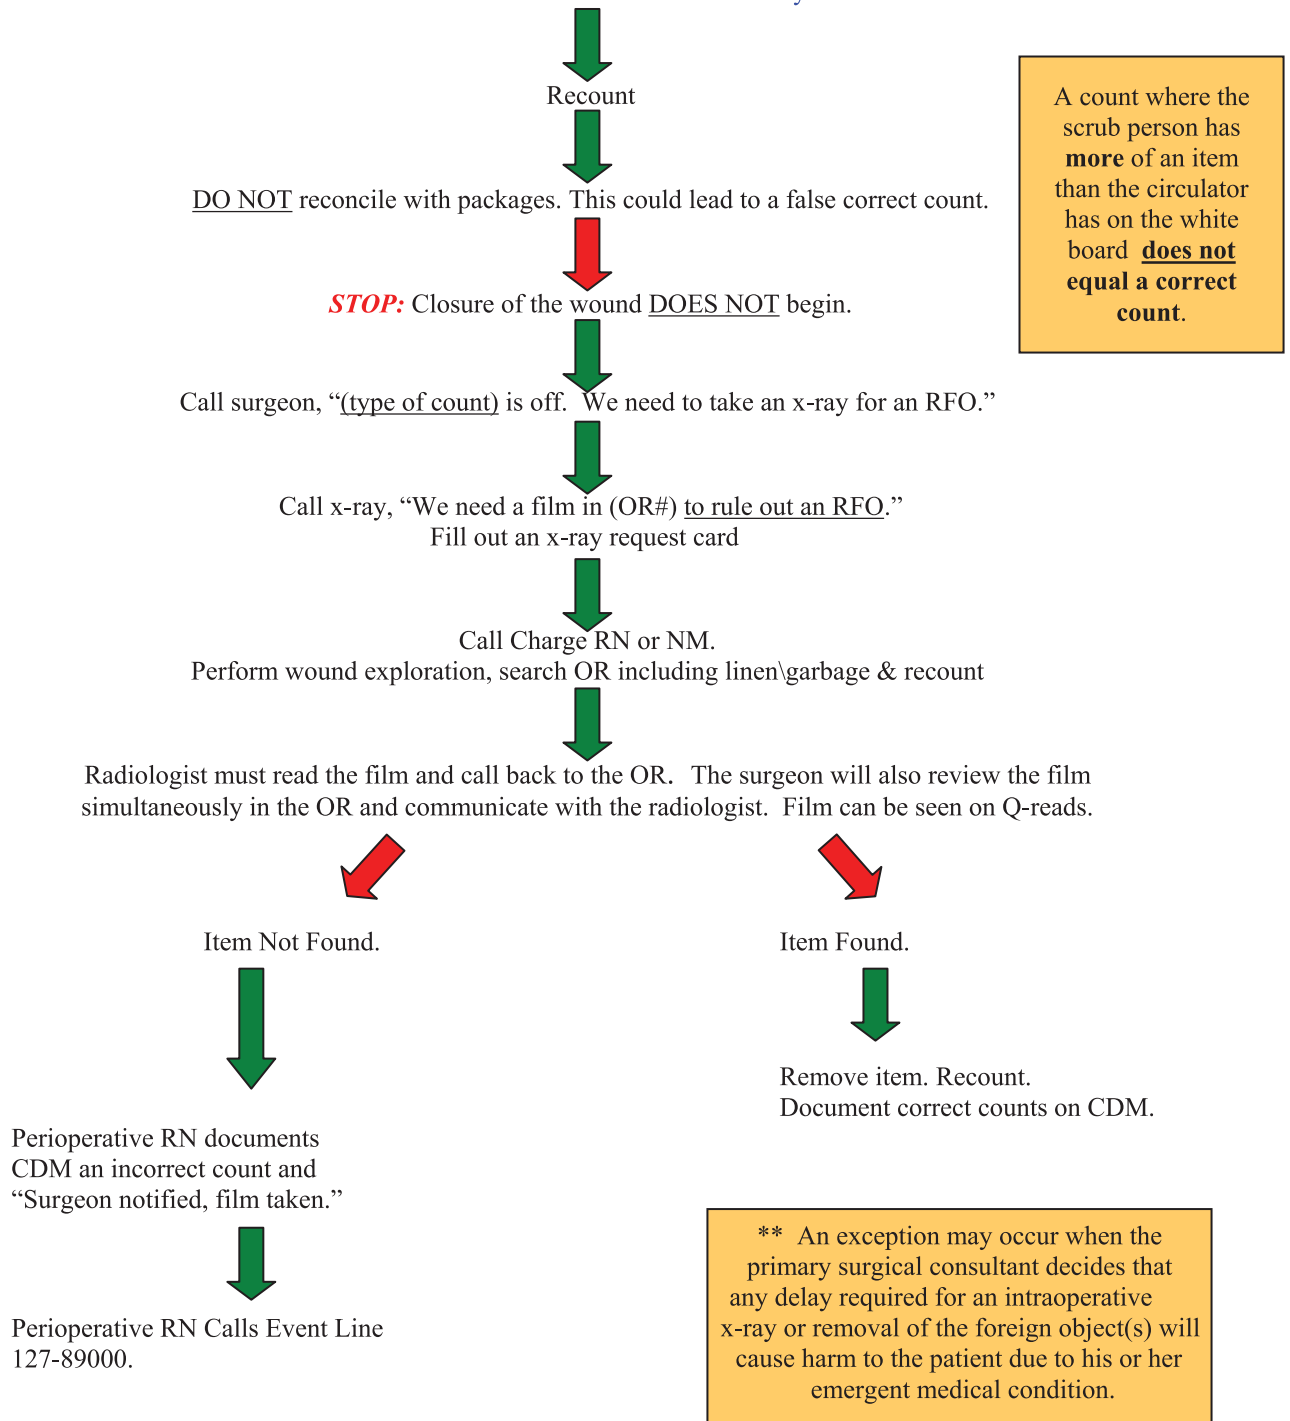 Recount
DO NOT reconcile with packages. This could lead to a false correct count.
STOP: Closure of the wound DOES NOT begin.
Call surgeon, “(type of count) is off.  We need to take an x-ray for an RFO.”
Call x-ray, “We need a film in (OR#) to rule out an RFO.”
Fill out an x-ray request card
Call Charge RN or NM.
Perform wound exploration, search OR including linen\garbage & recount
Radiologist must read the film and call back to the OR.  The surgeon will also review the film
simultaneously in the OR and communicate with the radiologist.  Film can be seen on Q-reads.
Item Not Found.
Perioperative RN documents
CDM an incorrect count and
“Surgeon notified, film taken.”
Perioperative RN Calls Event Line
127-89000.
Item Found.
Remove item. Recount.
Document correct counts on CDM.
A count where the
scrub person has
more of an item
than the circulator
has on the white
board  does not
equal a correct
count.
**  An exception may occur when the
primary surgical consultant decides that
any delay required for an intraoperative
x-ray or removal of the foreign object(s) will
cause harm to the patient due to his or her
emergent medical condition.